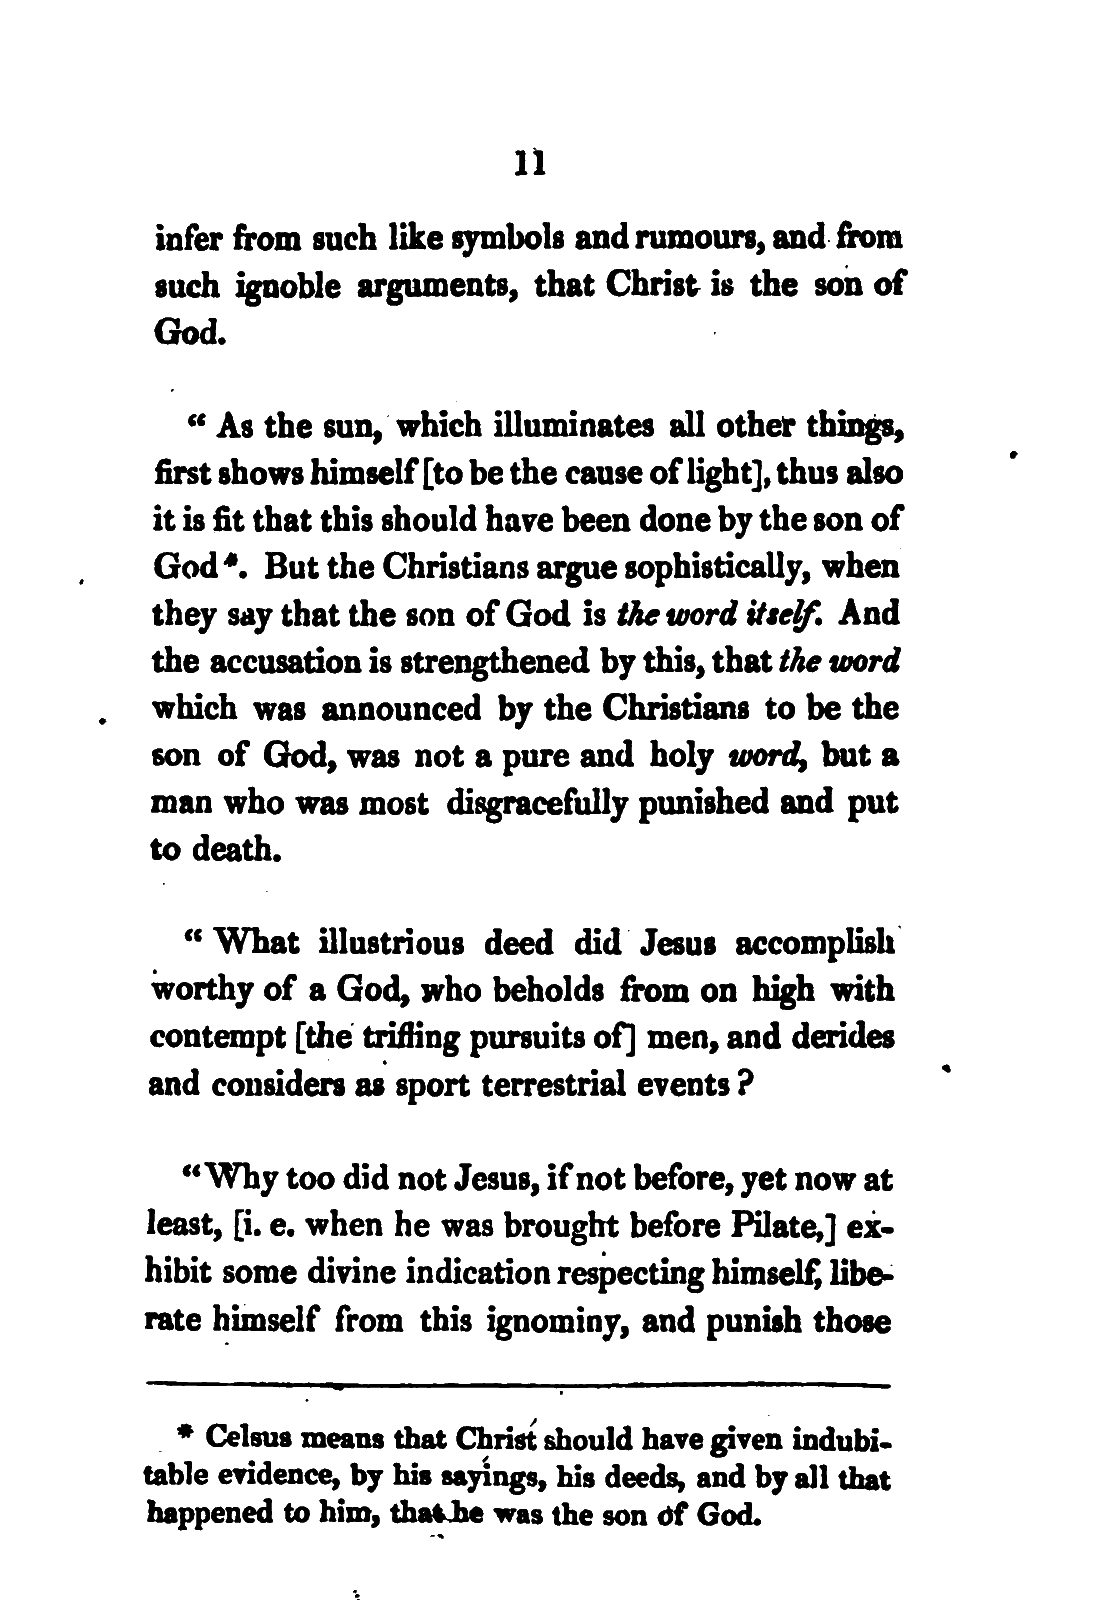 11
infer from such like symbols and rumours, and from
such ignoble arguments, that Christ is the son of
God.
“ As the sun, which illuminates all other things,
first shows himself [to be the cause of light], thus also
it is fit that this should have been done by the son of
God *. But the Christians argue sophistically, when
they say that the son of God is the word itself. And
the accusation is strengthened by this, that the word
which was announced by the Christians to be the
son of God, was not a pure and holy word, but a
man who was most disgracefully punished and put
to death.
“ What illustrious deed did Jesus accomplish
worthy of a God, who beholds from on high with
contempt [the trifling pursuits of] men, and derides
and considers as sport terrestrial events ?
“Why too did not Jesus, if not before, yet now at
least, [i. e. when he was brought before Pilate,] ex-
hibit some divine indication respecting himself, libe-
rate himself from this ignominy, and punish those
* Celsus means that Christ should have given indubi-
table evidence, by his sayings, his deeds, and by all that
happened to him, that he was the son of God.